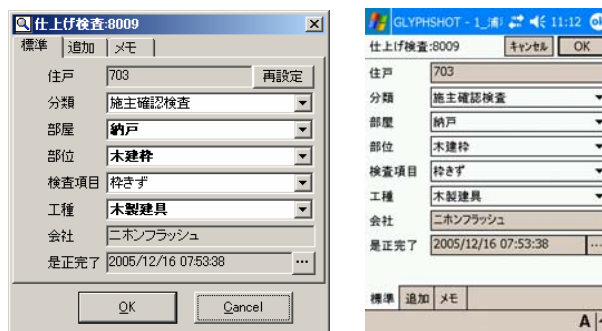 仕上げ検査:8009
標準 追加 メモ
住戸 703 再設定
分類 施主確認検査
部屋 納戸
部位 木建枠
検査項目 枠きず
工種 木製建具
会社 ニホンフラッシュ
是正完了 2005/12/16 07:53:38 ...
OK Cancel
GLYPHSHOT - 1_浦 11:12 ok
仕上げ検査:8009 キャンセル OK
住戸 703
分類 施主確認検査
部屋 納戸
部位 木建枠
検査項目 枠きず
工種 木製建具
会社 ニホンフラッシュ
是正完了 2005/12/16 07:53:38 ...
標準 追加 メモ
A